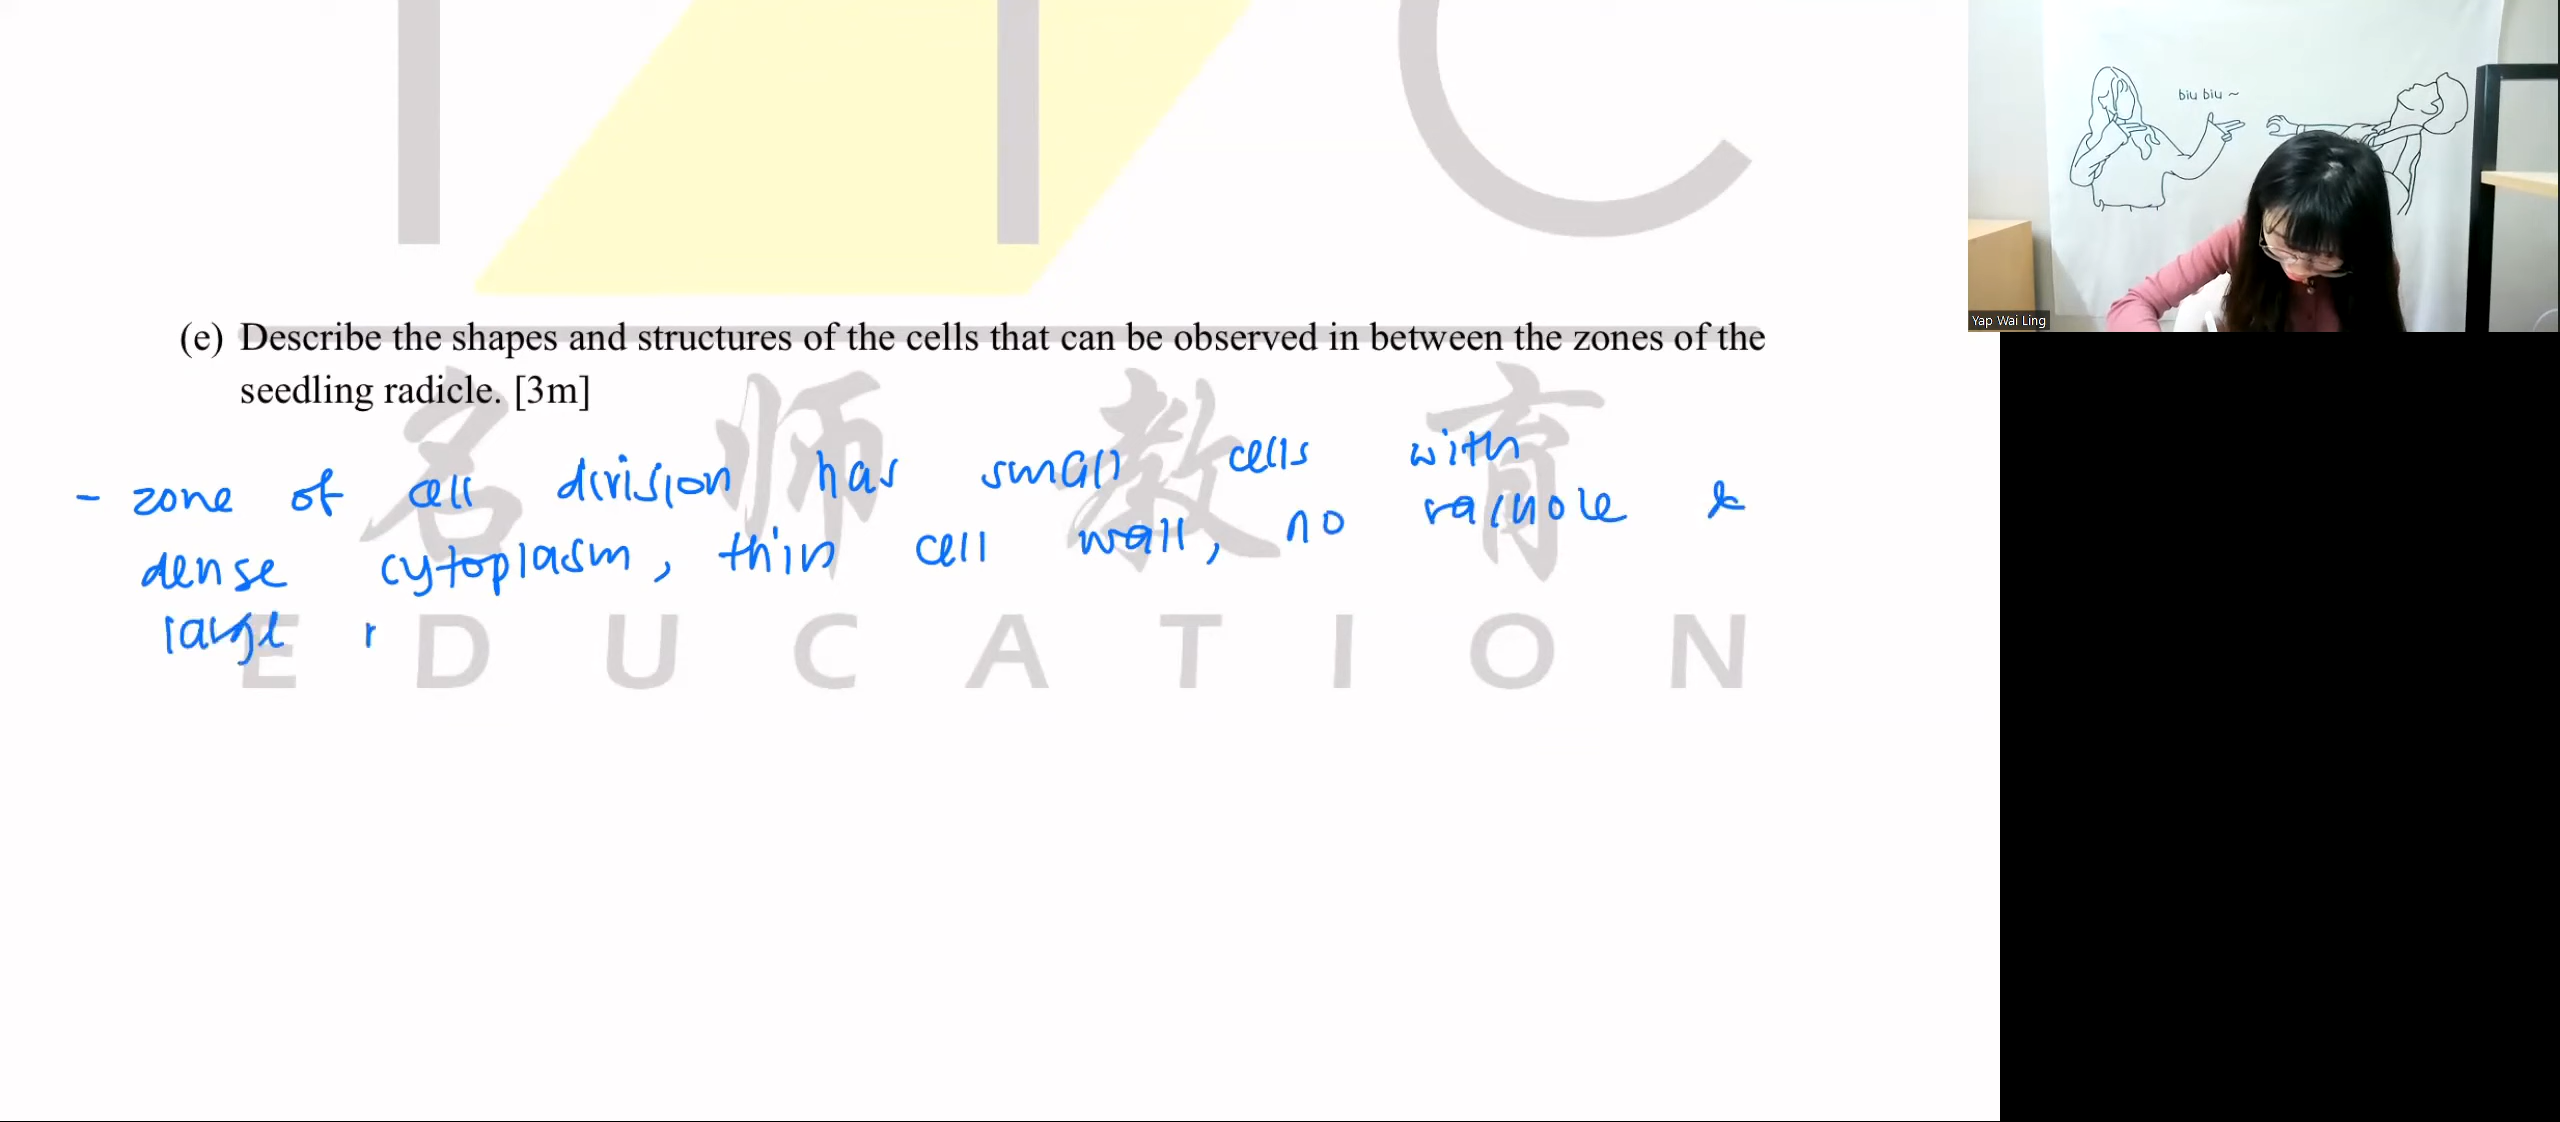 biu biu ~
Yap Wai Ling
(e) Describe the shapes and structures of the cells that can be observed in between the zones of the
seedling radicle. [3m]
名师教育
- zone of cell division has small cells with
dense cytoplasm, thin cell wall, no vacuole &
large
EDUCATION